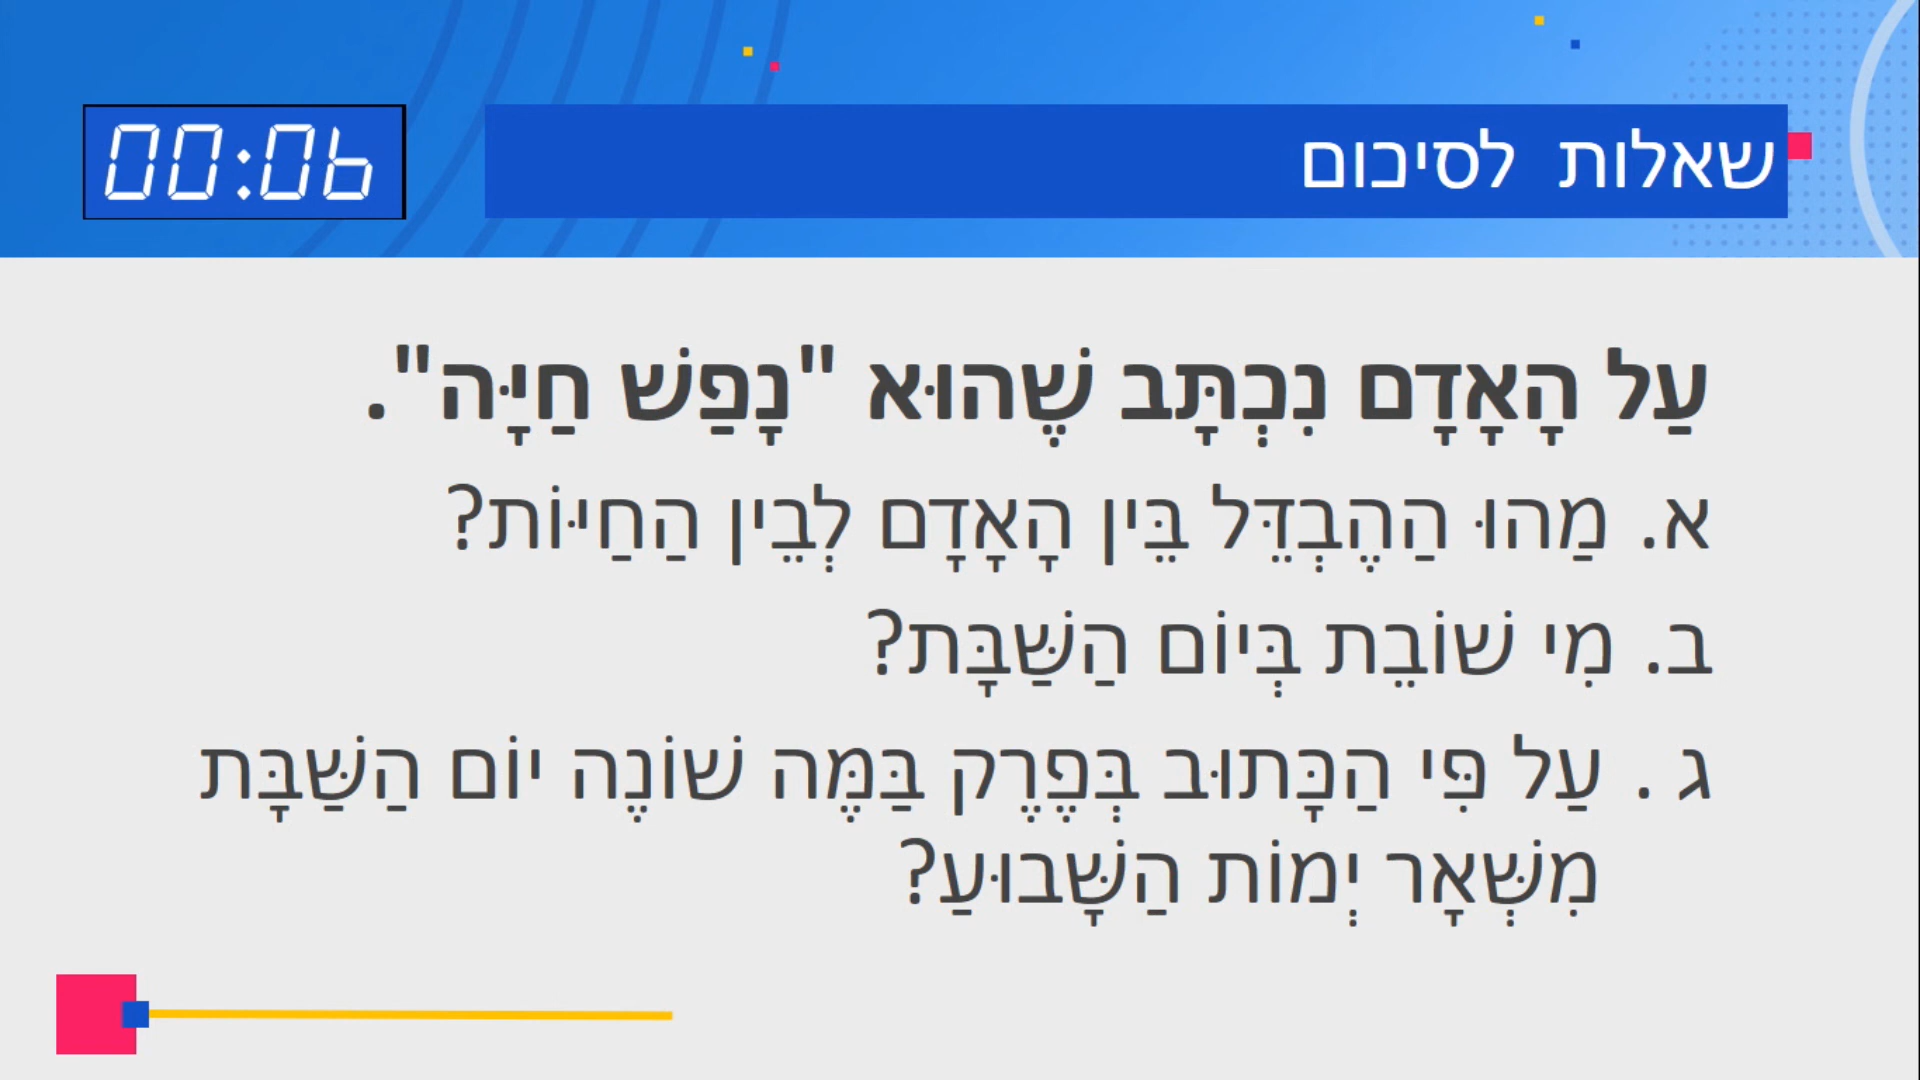 שאלות לסיכום
00:06
עַל הָאָדָם נִכְתָּב שֶׁהוּא "נָפַשׁ חַיָּה".
א. מַהוּ הַהֶבְדֵּל בֵּין הָאָדָם לְבֵין הַחַיּוֹת?
ב. מִי שׁוֹבֵת בְּיוֹם הַשַּׁבָּת?
ג . עַל פִּי הַכָּתוּב בְּפֶרֶק בַּמֶּה שׁוֹנֶה יוֹם הַשַּׁבָּת
מִשְּׁאָר יְמוֹת הַשָּׁבוּעַ?